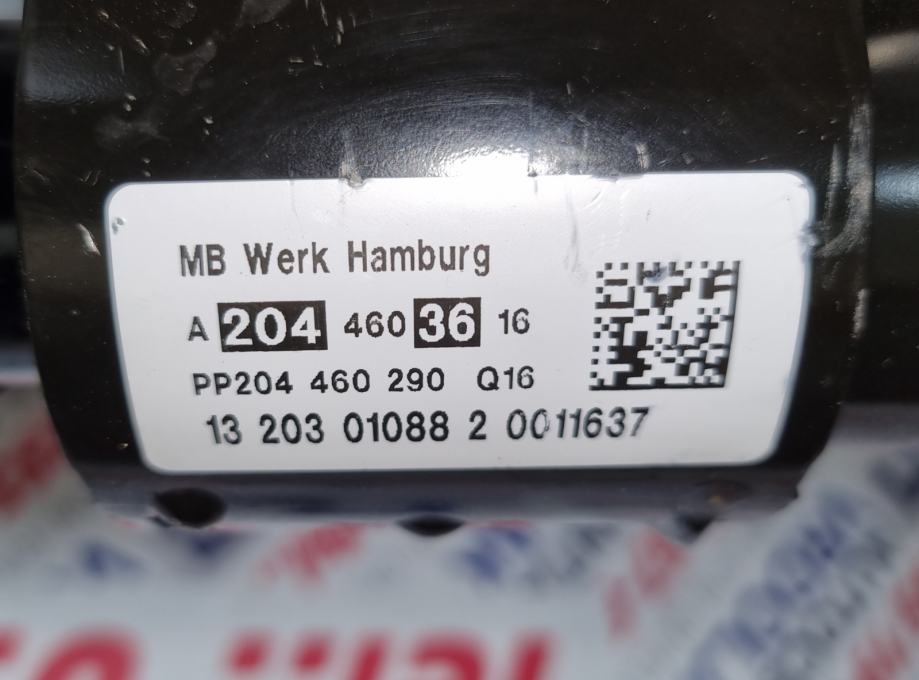 MB Werk Hamburg
A 204 460 36 16
PP204 460 290 Q16
13 203 01088 2 0011637